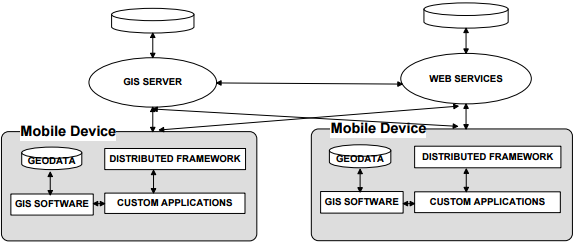 GIS SERVER
WEB SERVICES
Mobile Device
GEODATA
DISTRIBUTED FRAMEWORK
GIS SOFTWARE
CUSTOM APPLICATIONS
Mobile Device
GEODATA
DISTRIBUTED FRAMEWORK
GIS SOFTWARE
CUSTOM APPLICATIONS